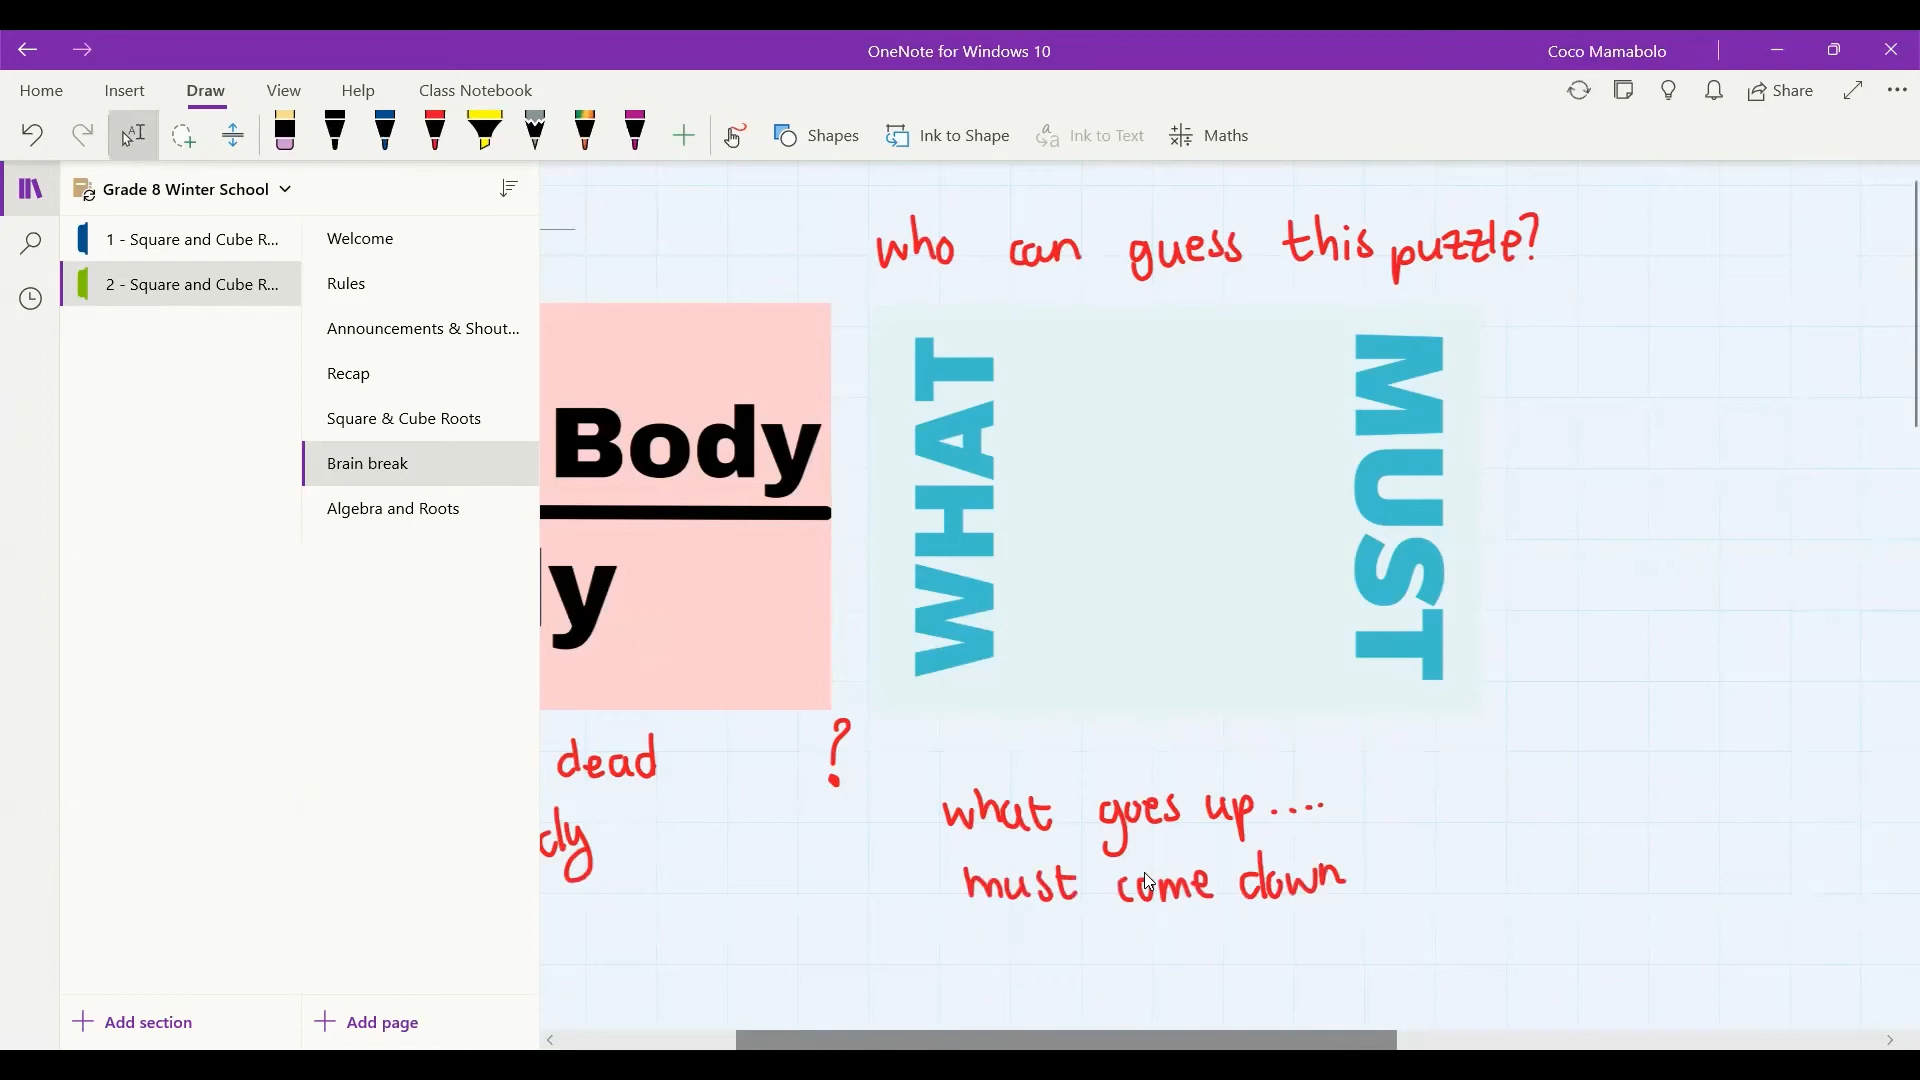 OneNote for Windows 10
Coco Mamabolo
Home Insert Draw View Help Class Notebook
Share
Shapes Ink to Shape Ink to Text Maths
Grade 8 Winter School
1 - Square and Cube R...
2 - Square and Cube R...
Welcome
Rules
Announcements & Shout...
Recap
Square & Cube Roots
Brain break
Algebra and Roots
Add section
Add page
who can guess this puzzle?
Body
y
dead ?
dy
WHAT
MUST
what goes up....
must come down